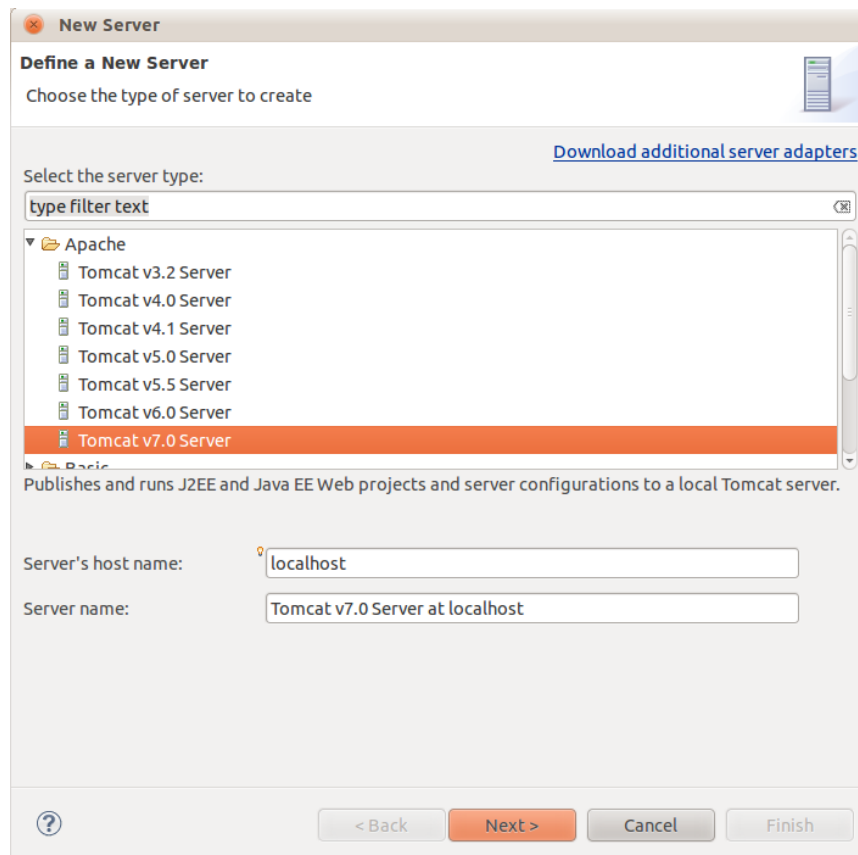 New Server
Define a New Server
Choose the type of server to create
Download additional server adapters
Select the server type:
type filter text
Apache
Tomcat v3.2 Server
Tomcat v4.0 Server
Tomcat v4.1 Server
Tomcat v5.0 Server
Tomcat v5.5 Server
Tomcat v6.0 Server
Tomcat v7.0 Server
Basic
Publishes and runs J2EE and Java EE Web projects and server configurations to a local Tomcat server.
Server's host name: localhost
Server name: Tomcat v7.0 Server at localhost
? < Back Next > Cancel Finish